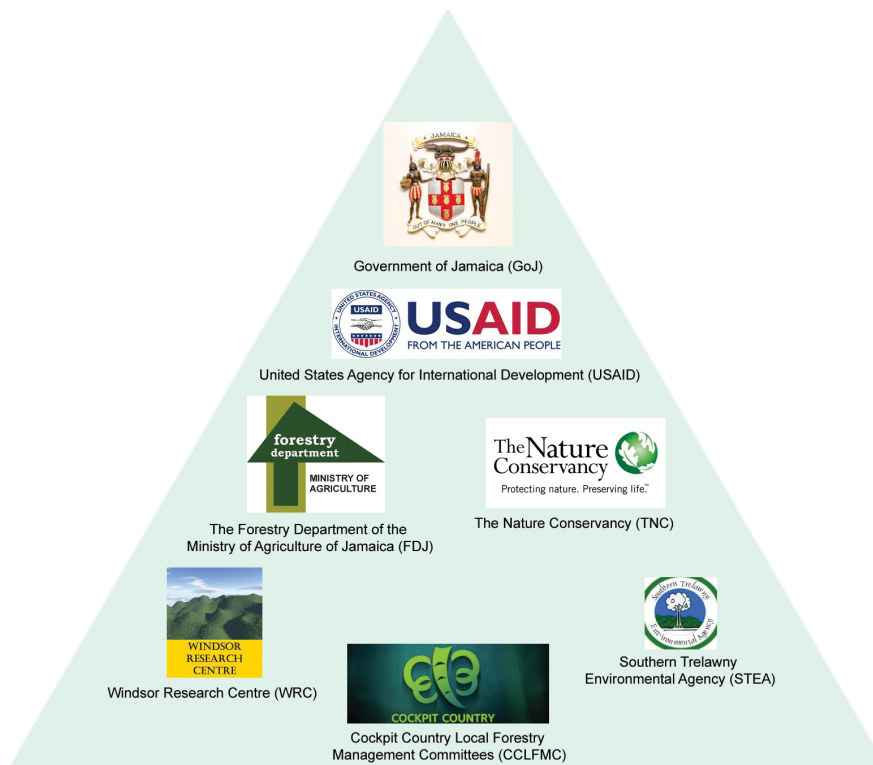 JAMAICA
OUT OF MANY ONE PEOPLE
Government of Jamaica (GoJ)
UNITED STATES AGENCY
INTERNATIONAL DEVELOPMENT
USAID
USAID
FROM THE AMERICAN PEOPLE
United States Agency for International Development (USAID)
forestry
department
MINISTRY OF
AGRICULTURE
The Forestry Department of the
Ministry of Agriculture of Jamaica (FDJ)
The Nature
Conservancy
Protecting nature. Preserving life.™
The Nature Conservancy (TNC)
WINDSOR
RESEARCH
CENTRE
Windsor Research Centre (WRC)
COCKPIT COUNTRY
Cockpit Country Local Forestry
Management Committees (CCLFMC)
Southern Trelawny
Environmental Agency
Southern Trelawny
Environmental Agency (STEA)